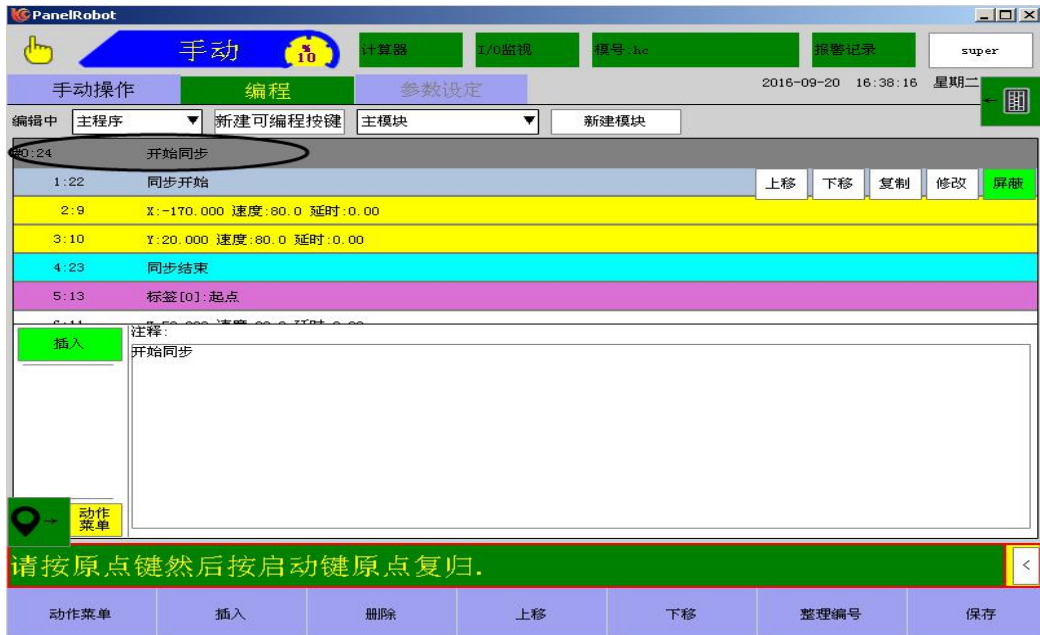 PanelRobot
手动 % 10 计算器 I/O监视 模号:hc 报警记录 super
手动操作 编程 参数设定 2016-09-20 16:38:16 星期二
编辑中 主程序 新建可编程按键 主模块 新建模块
#0:24 开始同步
1:22 同步开始 上移 下移 复制 修改 屏蔽
2:9 X:-170.000 速度:80.0 延时:0.00
3:10 Y:20.000 速度:80.0 延时:0.00
4:23 同步结束
5:13 标签[0]:起点
插入 注释:
开始同步
动作
菜单
请按原点键然后按启动键原点复归.
<
动作菜单 插入 删除 上移 下移 整理编号 保存